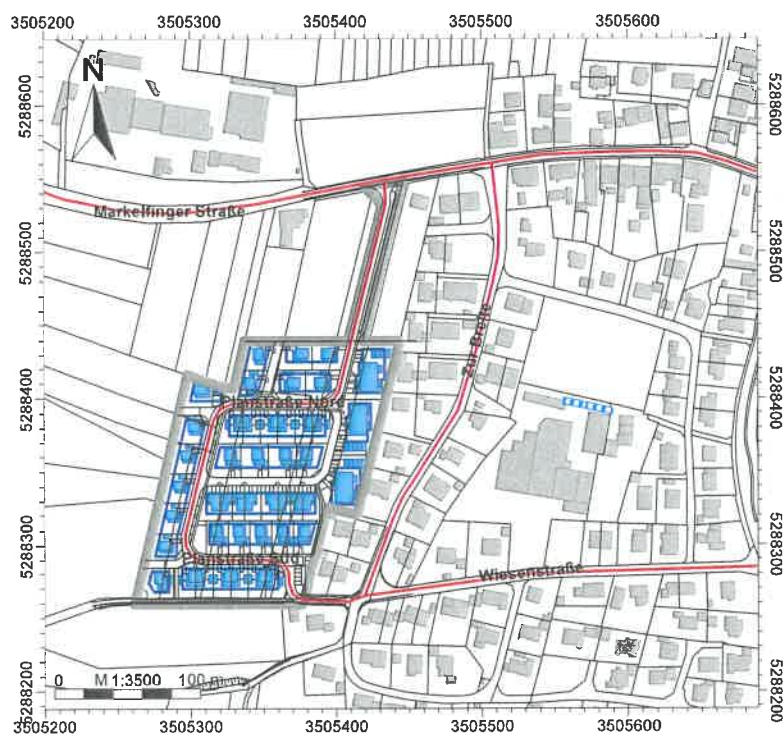 3505200 3505300 3505400 3505500 3505600
5288600 5288600
N
Markelfinger Straße
5288500 5288500
Zur Breite
5288400 5288400
Planstraße Nord
5288300 5288300
Planstraße Süd
Wiesenstraße
0 M 1:3500 100
5288200 5288200
3505200 3505300 3505400 3505500 3505600